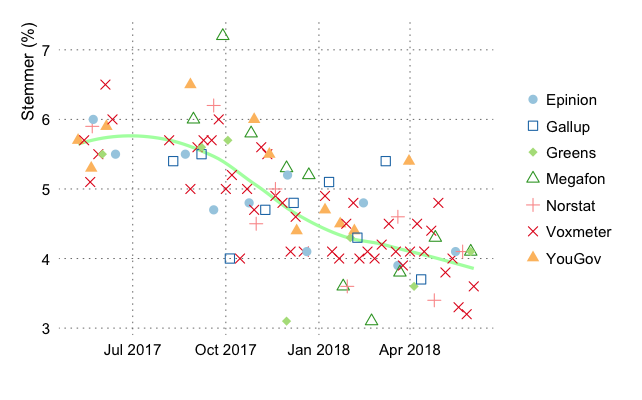 Stemmer (%)
7
6
5
4
3
Jul 2017
Oct 2017
Jan 2018
Apr 2018
Epinion
Gallup
Greens
Megafon
Norstat
Voxmeter
YouGov